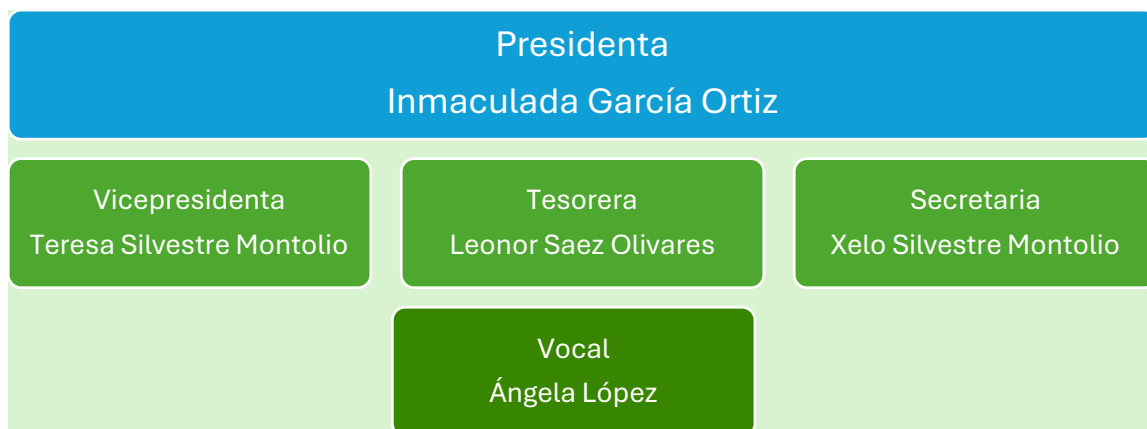 Presidenta
Inmaculada García Ortiz
Vicepresidenta
Teresa Silvestre Montolio
Tesorera
Leonor Saez Olivares
Secretaria
Xelo Silvestre Montolio
Vocal
Ángela López